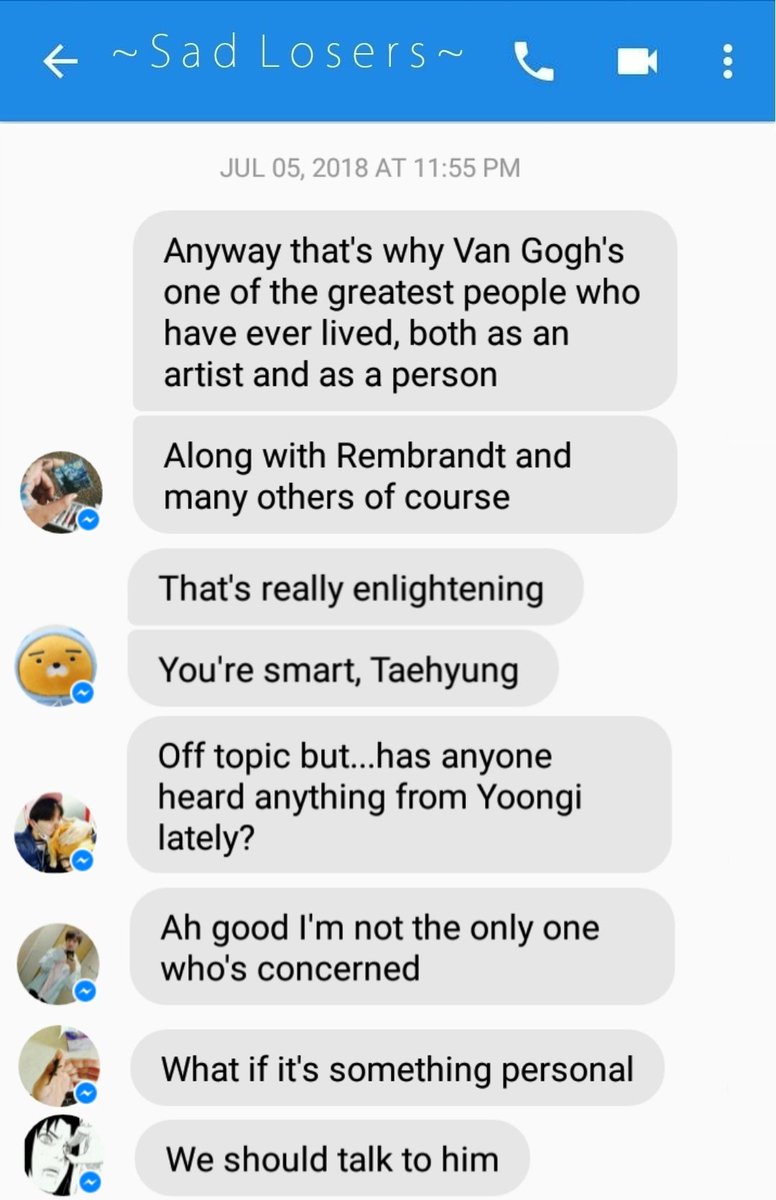 ~Sad Losers~
JUL 05, 2018 AT 11:55 PM
Anyway that's why Van Gogh's
one of the greatest people who
have ever lived, both as an
artist and as a person
Along with Rembrandt and
many others of course
That's really enlightening
You're smart, Taehyung
Off topic but...has anyone
heard anything from Yoongi
lately?
Ah good I'm not the only one
who's concerned
What if it's something personal
We should talk to him